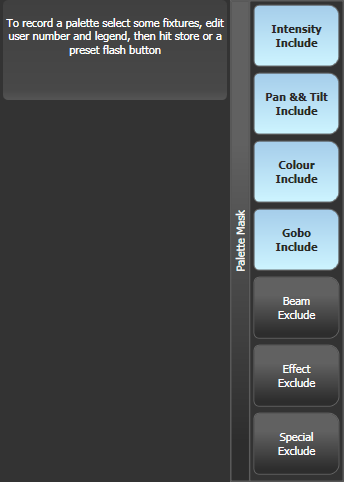 To record a palette select some fixtures, edit
user number and legend, then hit store or a
preset flash button
Palette Mask
Intensity
Include
Pan && Tilt
Include
Colour
Include
Gobo
Include
Beam
Exclude
Effect
Exclude
Special
Exclude